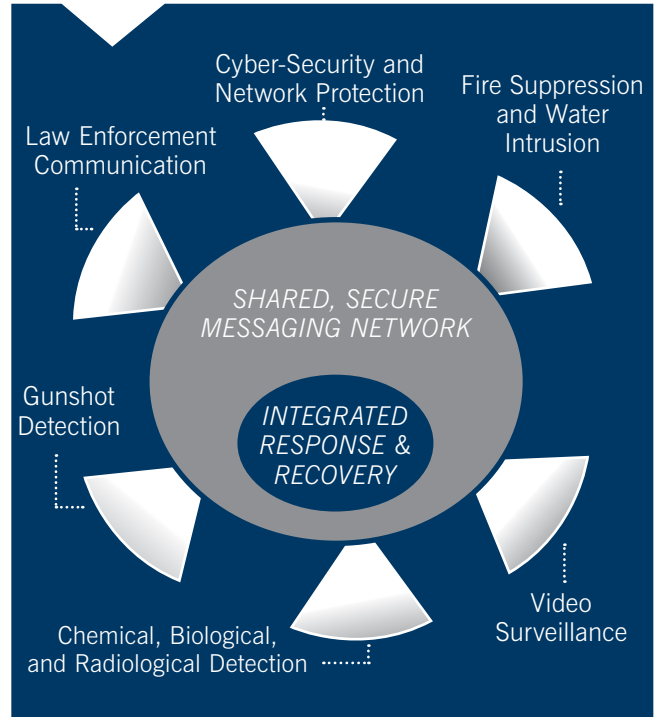 Cyber-Security and
Network Protection
Fire Suppression
and Water
Intrusion
Law Enforcement
Communication
SHARED, SECURE
MESSAGING NETWORK
Gunshot
Detection
INTEGRATED
RESPONSE &
RECOVERY
Video
Surveillance
Chemical, Biological,
and Radiological Detection